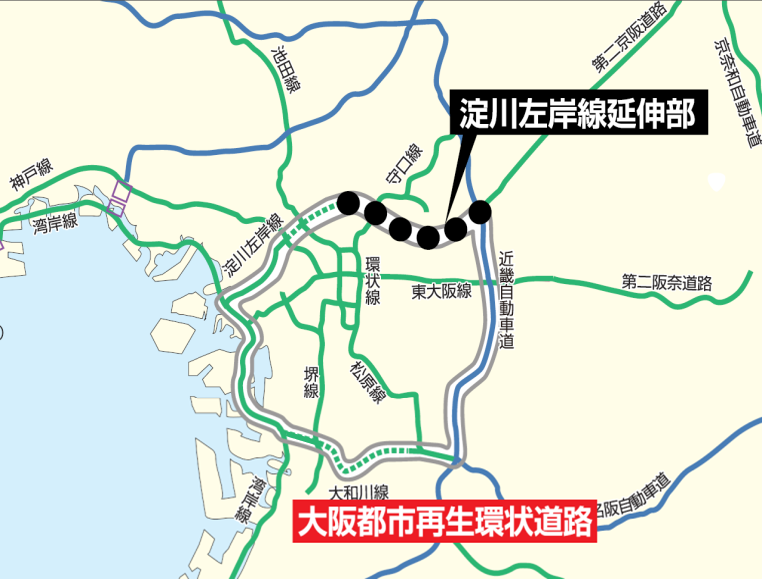 池田線
第二京阪道路
京奈和自動車道
淀川左岸線延伸部
守口線
神戸線
湾岸線
淀川左岸線
環状線
近畿自動車道
東大阪線
第二阪奈道路
堺線
松原線
湾岸線
大和川線
大阪都市再生環状道路
名阪自動車道